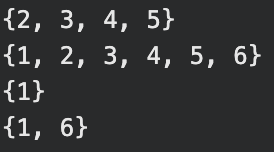 {2, 3, 4, 5}
{1, 2, 3, 4, 5, 6}
{1}
{1, 6}